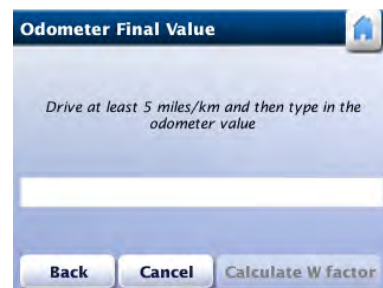 Odometer Final Value
Drive at least 5 miles/km and then type in the
odometer value
Back Cancel Calculate W factor